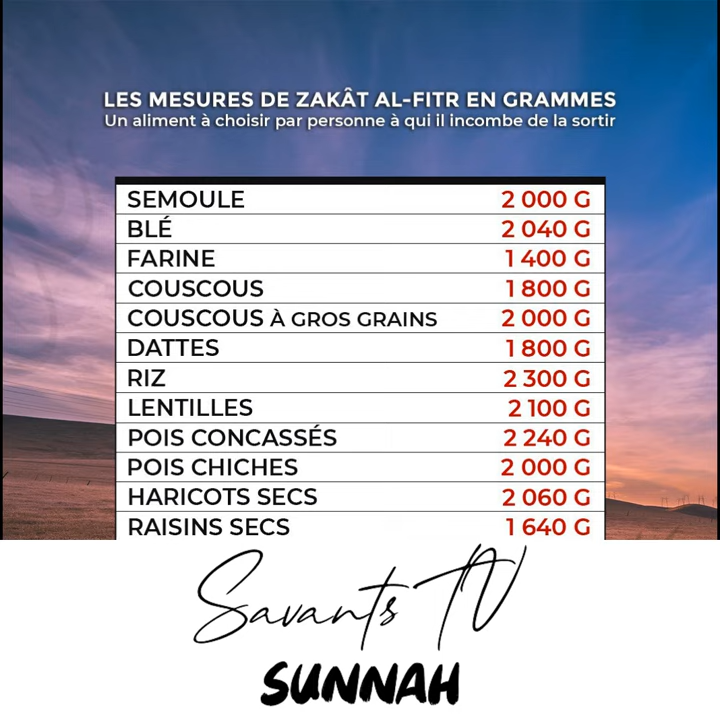 LES MESURES DE ZAKÂT AL-FITR EN GRAMMES
Un aliment à choisir par personne à qui il incombe de la sortir
SEMOULE 2 000 G
BLÉ 2 040 G
FARINE 1 400 G
COUSCOUS 1 800 G
COUSCOUS À GROS GRAINS 2 000 G
DATTES 1 800 G
RIZ 2 300 G
LENTILLES 2 100 G
POIS CONCASSÉS 2 240 G
POIS CHICHES 2 000 G
HARICOTS SECS 2 060 G
RAISINS SECS 1 640 G
Savants TV
SUNNAH